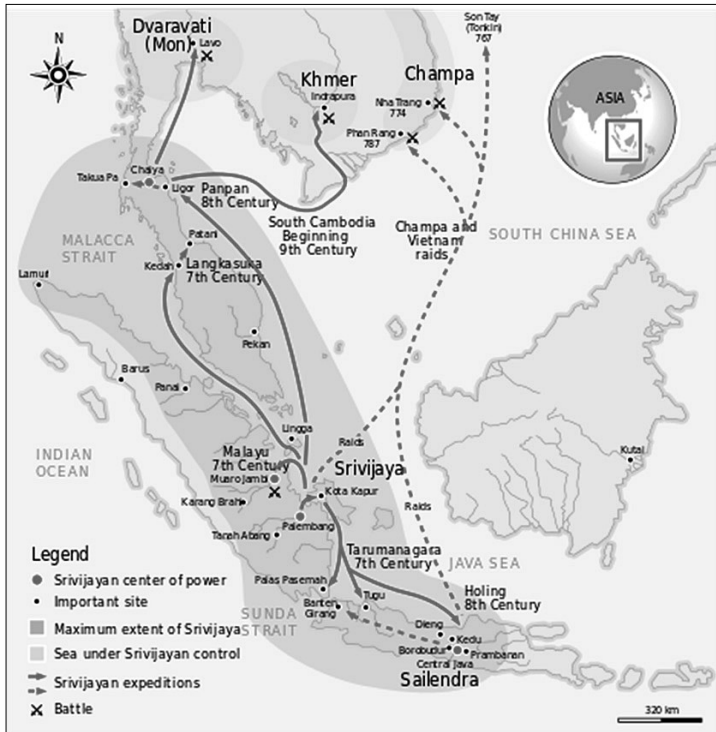 Son Tay
(Tonkin)
767
N
Dvaravati
(Mon)
Lavo
Khmer
Indrapura
Champa
Nha Trang
774
Phan Rang
787
ASIA
Takua Pa
Chaiya
Ligor
Panpan
8th Century
South Cambodia
Beginning
9th Century
Champa and
Vietnam
raids
SOUTH CHINA SEA
MALACCA
STRAIT
Patani
Kedah
Langkasuka
7th Century
Lamuri
Pekan
Barus
Panai
Lingga
Raids
INDIAN
OCEAN
Malayu
7th Century
Muaro Jambi
Srivijaya
Kota Kapur
Kutai
Karang Brahi
Palembang
Raids
Tanah Abang
Tarumanagara
7th Century
JAVA SEA
Legend
Srivijayan center of power
Important site
Maximum extent of Srivijaya
Sea under Srivijayan control
Srivijayan expeditions
Battle
Palas Pasemah
Tugu
Holing
8th Century
SUNDA
STRAIT
Banten
Girang
Dieng
Kedu
Borobudur
Prambanan
Central Java
Sailendra
320 km